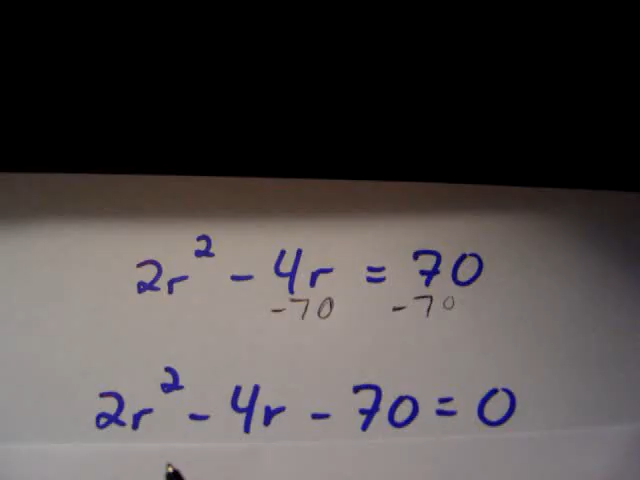 2r² - 4r = 70
-70 -70
2r² - 4r - 70 = 0